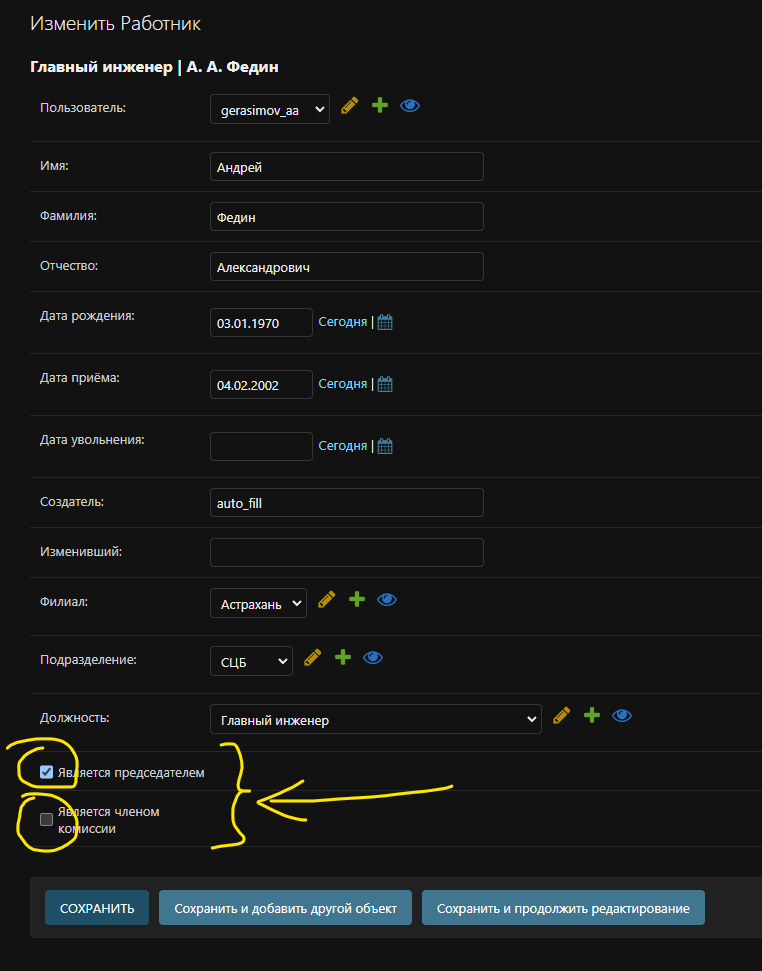 Изменить Работник
Главный инженер | А. А. Федин
Пользователь: gerasimov_aa
Имя: Андрей
Фамилия: Федин
Отчество: Александрович
Дата рождения: 03.01.1970 Сегодня |
Дата приёма: 04.02.2002 Сегодня |
Дата увольнения: Сегодня |
Создатель: auto_fill
Изменивший:
Филиал: Астрахань
Подразделение: СЦБ
Должность: Главный инженер
Является председателем
Является членом
комиссии
СОХРАНИТЬ Сохранить и добавить другой объект Сохранить и продолжить редактирование